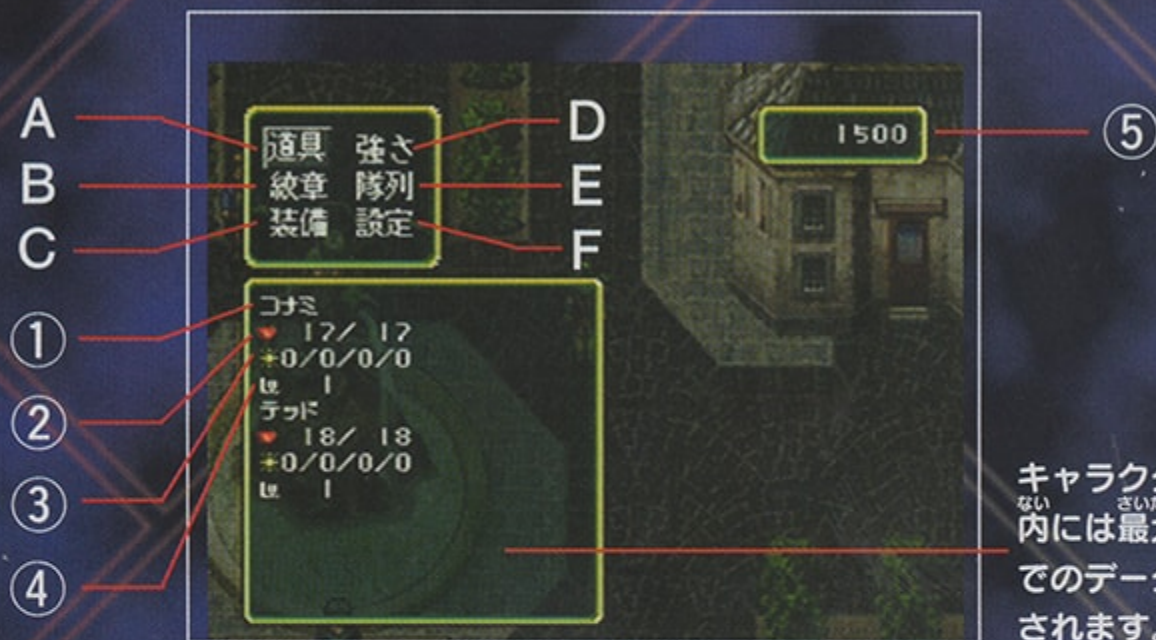 A
B
C
D
E
F
道具 強さ
紋章 隊列
装備 設定
1500
⑤
①
②
③
④
コナミ
17/ 17
0/0/0/0
Lv 1
テッド
18/ 18
0/0/0/0
Lv 1
キャラク
ない
内には最
でのデー
されます